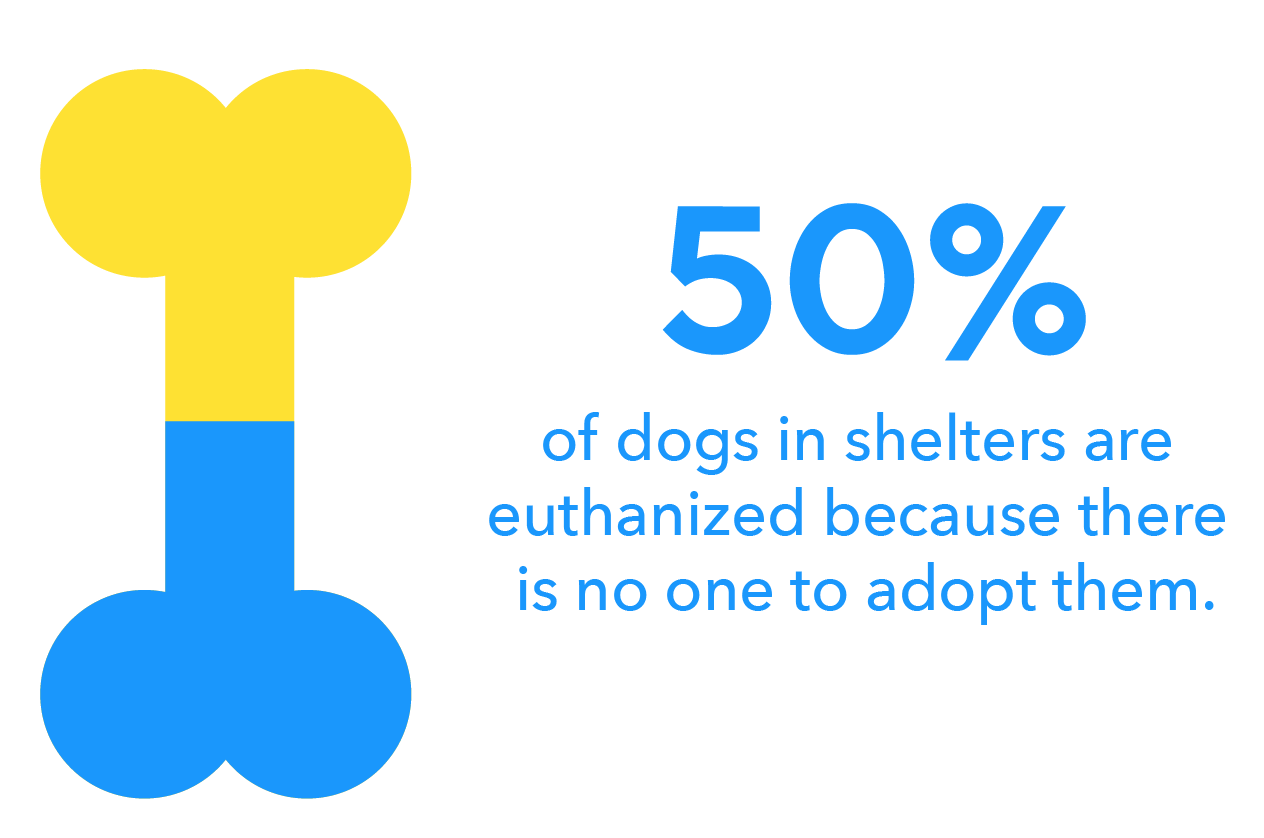 50%
of dogs in shelters are
euthanized because there
is no one to adopt them.